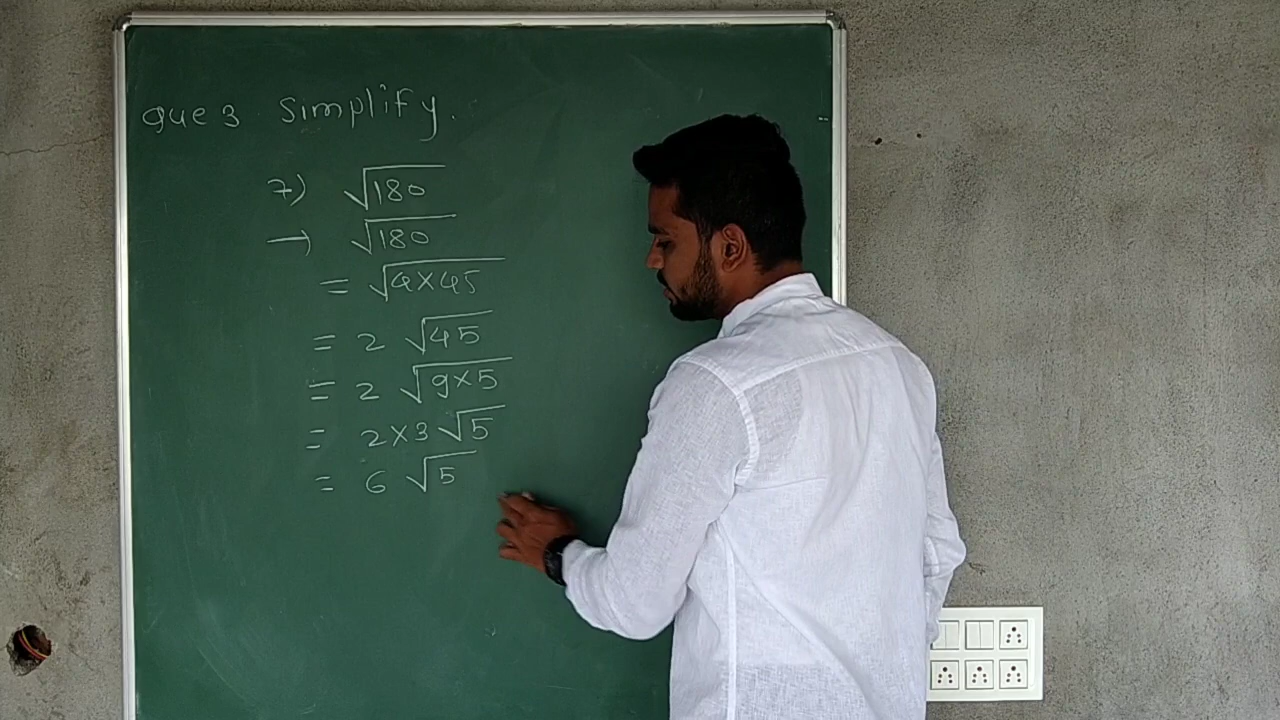 que 3 Simplify.
7) √180
→ √180
= √4×45
= 2 √45
= 2 √9×5
= 2×3 √5
= 6 √5